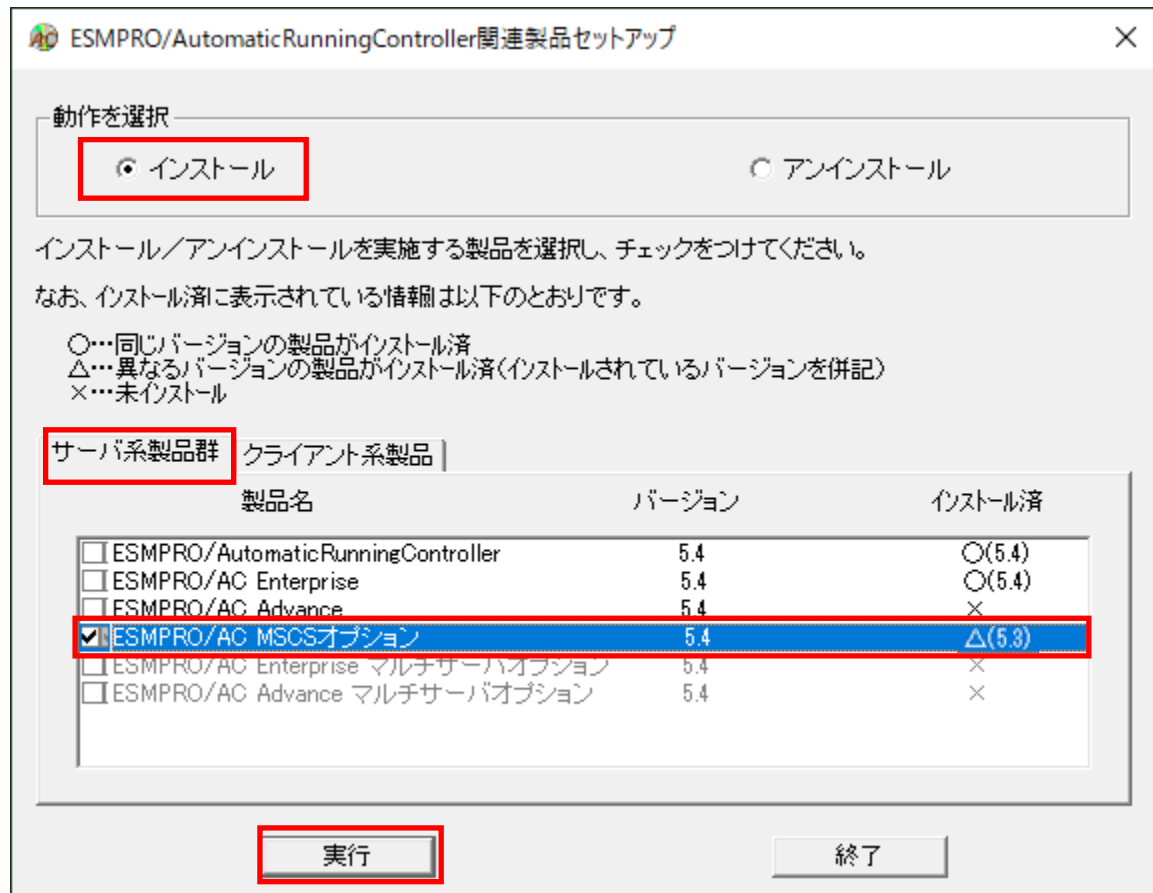 ESMPRO/AutomaticRunningController関連製品セットアップ
動作を選択
インストール アンインストール
インストール／アンインストールを実施する製品を選択し、チェックをつけてください。
なお、インストール済に表示されている情報は以下のとおりです。
○…同じバージョンの製品がインストール済
△…異なるバージョンの製品がインストール済(インストールされているバージョンを併記)
×…未インストール
サーバ系製品群 クライアント系製品
製品名 バージョン インストール済
ESMPRO/AutomaticRunningController 5.4 ○(5.4)
ESMPRO/AC Enterprise 5.4 ○(5.4)
ESMPRO/AC Advance 5.4 ×
ESMPRO/AC MSCSオプション 5.4 △(5.3)
ESMPRO/AC Enterprise マルチサーバオプション 5.4 ×
ESMPRO/AC Advance マルチサーバオプション 5.4 ×
実行 終了